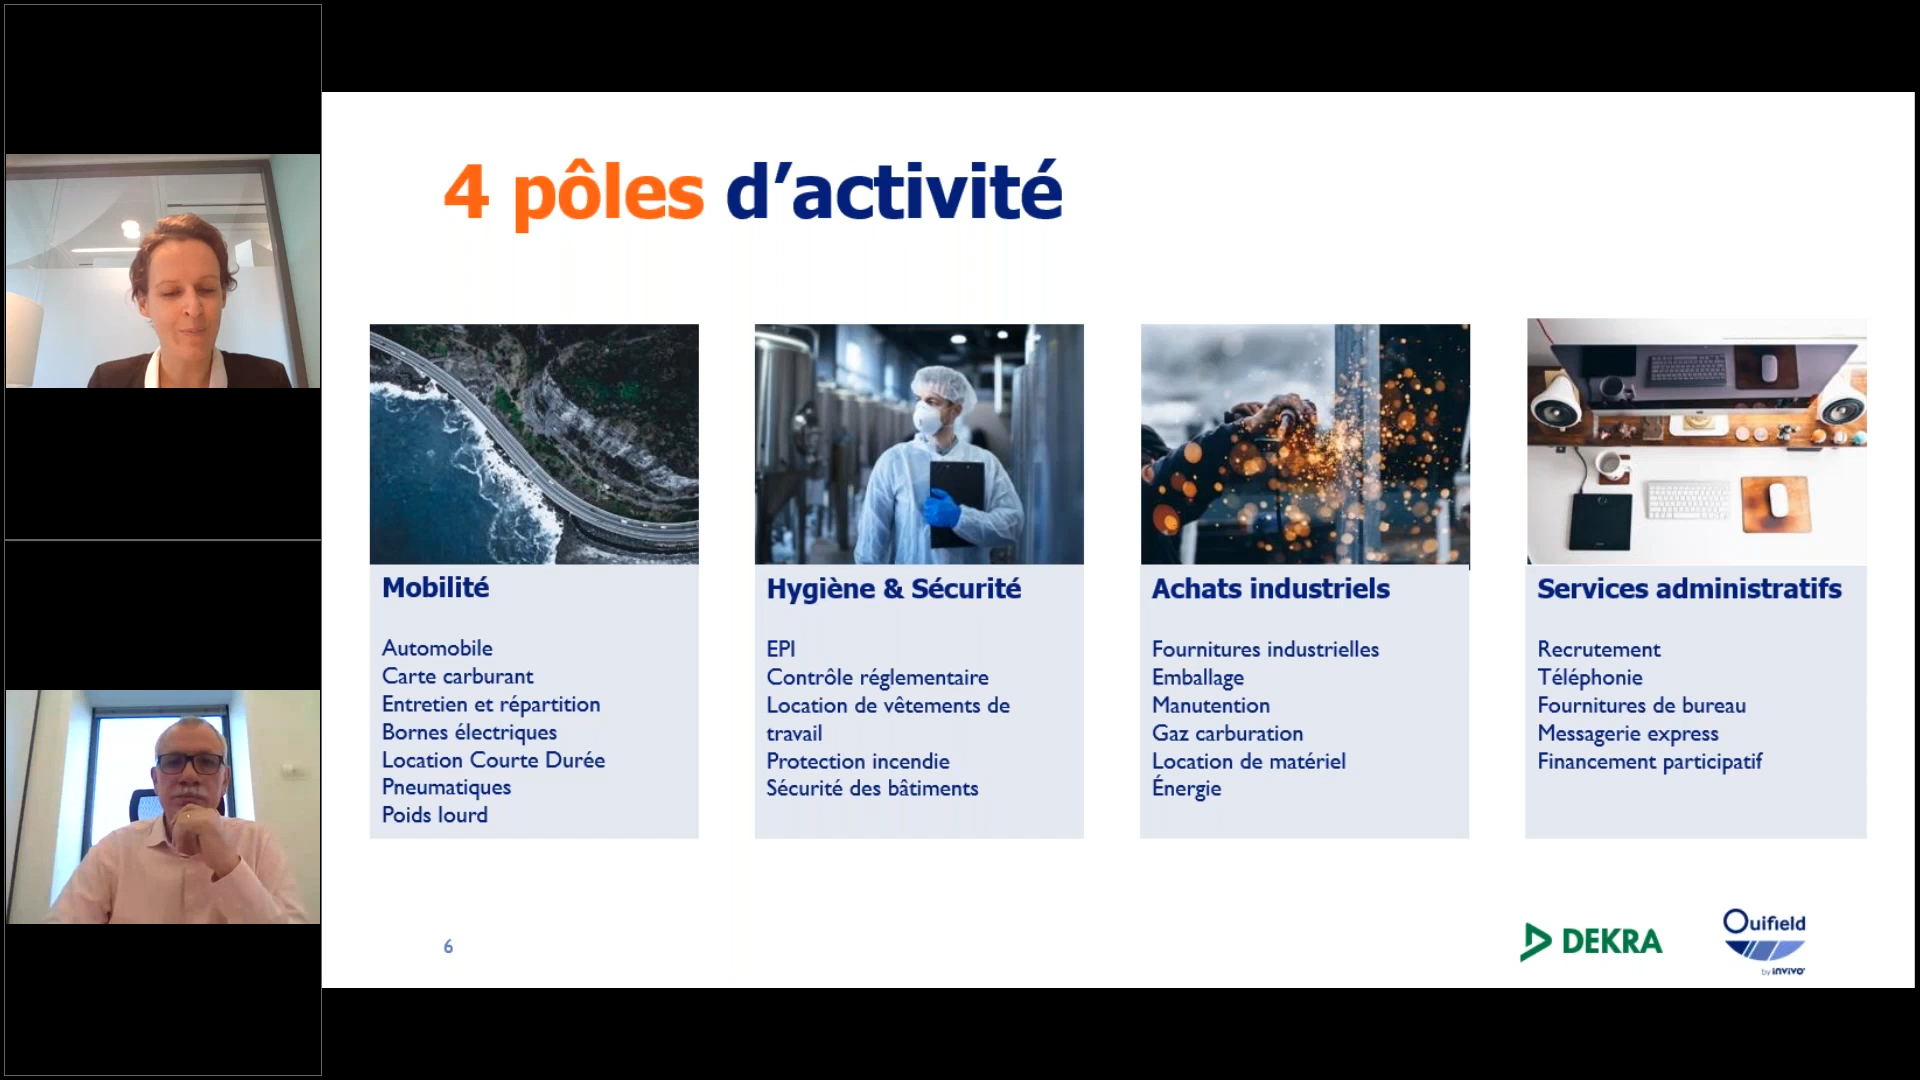 4 pôles d’activité
Mobilité
Automobile
Carte carburant
Entretien et répartition
Bornes électriques
Location Courte Durée
Pneumatiques
Poids lourd
Hygiène & Sécurité
EPI
Contrôle réglementaire
Location de vêtements de
travail
Protection incendie
Sécurité des bâtiments
Achats industriels
Fournitures industrielles
Emballage
Manutention
Gaz carburation
Location de matériel
Énergie
Services administratifs
Recrutement
Téléphonie
Fournitures de bureau
Messagerie express
Financement participatif
6
DEKRA
Ouifield
by invivo